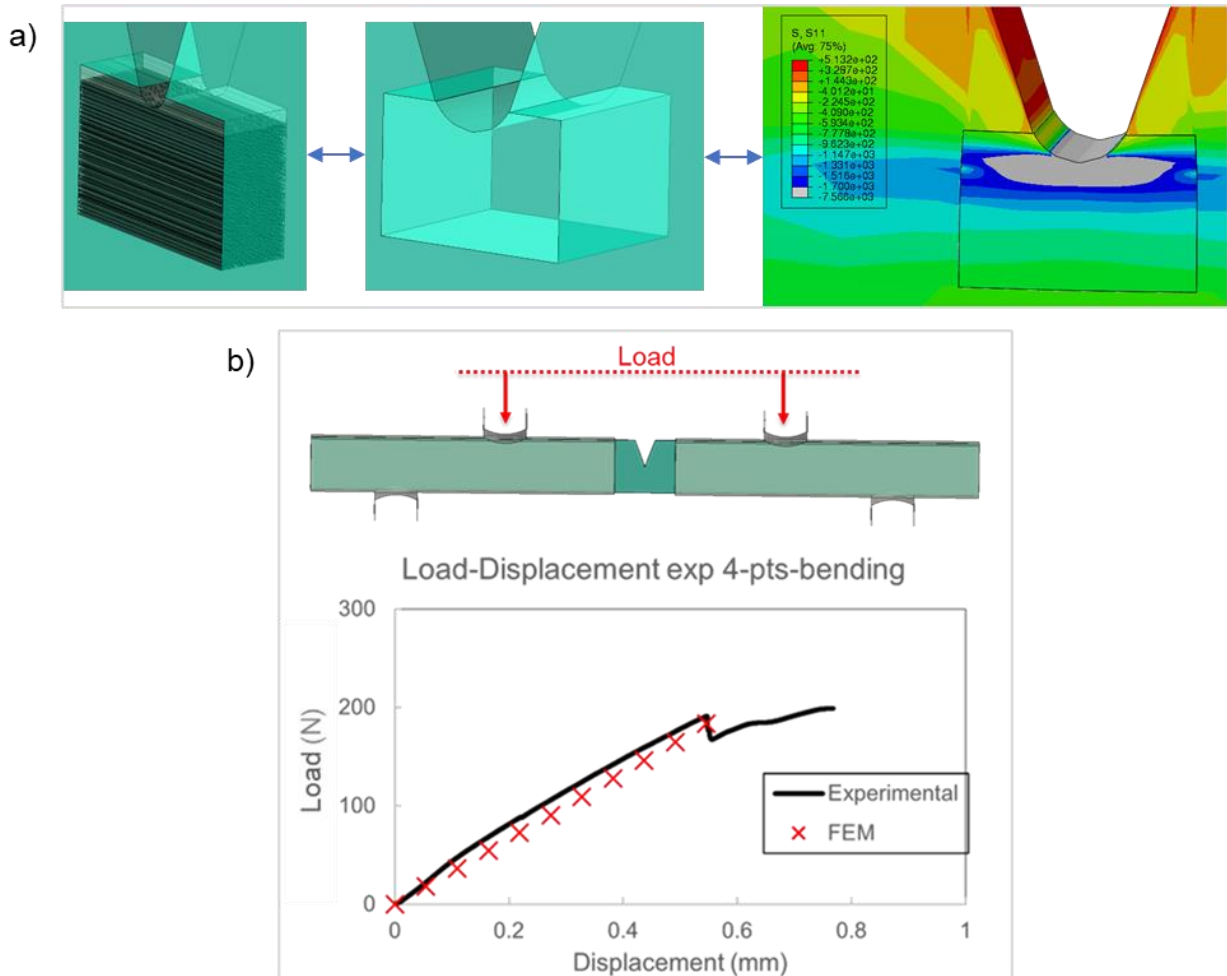 a)
S, S11
(Avg: 75%)
+5.132e+02
+3.287e+02
+1.443e+02
-4.012e+01
-2.245e+02
-4.090e+02
-5.934e+02
-7.778e+02
-9.623e+02
-1.147e+03
-1.331e+03
-1.516e+03
-1.700e+03
-7.566e+03
b)
Load
Load-Displacement exp 4-pts-bending
300
200
100
0
Load (N)
Experimental
FEM
0 0.2 0.4 0.6 0.8 1
Displacement (mm)